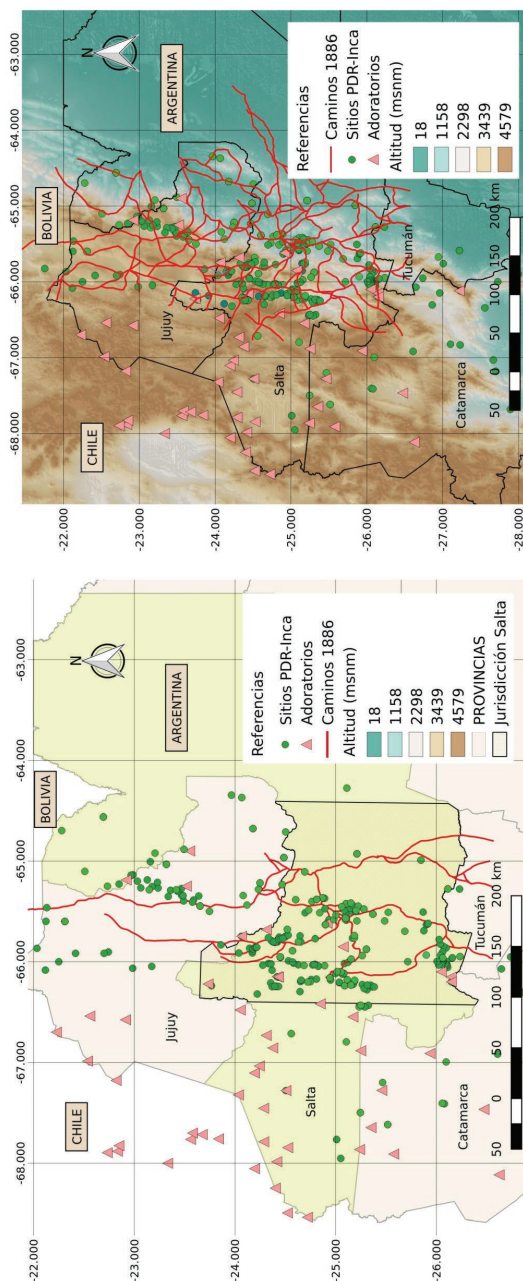 -68.000 -67.000 -66.000 -65.000 -64.000 -63.000
-22.000
-23.000
-24.000
-25.000
-26.000
CHILE
BOLIVIA
ARGENTINA
N
Jujuy
Salta
Catamarca
Tucumán
Referencias
Sitios PDR-Inca
Adoratorios
Caminos 1886
Altitud (msnm)
18
1158
2298
3439
4579
PROVINCIAS
Jurisdicción Salta
50 0 50 100 150 200 km
-68.000 -67.000 -66.000 -65.000 -64.000 -63.000
-22.000
-23.000
-24.000
-25.000
-26.000
-27.000
-28.000
CHILE
BOLIVIA
ARGENTINA
N
Jujuy
Salta
Catamarca
Tucumán
Referencias
Caminos 1886
Sitios PDR-Inca
Adoratorios
Altitud (msnm)
18
1158
2298
3439
4579
50 0 50 100 150 200 km